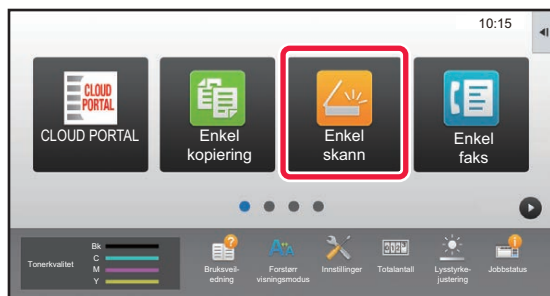 10:15
CLOUD
PORTAL
CLOUD PORTAL
Enkel
kopiering
Enkel
skann
Enkel
faks
Tonerkvalitet
Bk
C
M
Y
Bruksveil-
edning
Forstørr
visningsmodus
Innstillinger
Totalantall
Lysstyrke-
justering
Jobbstatus